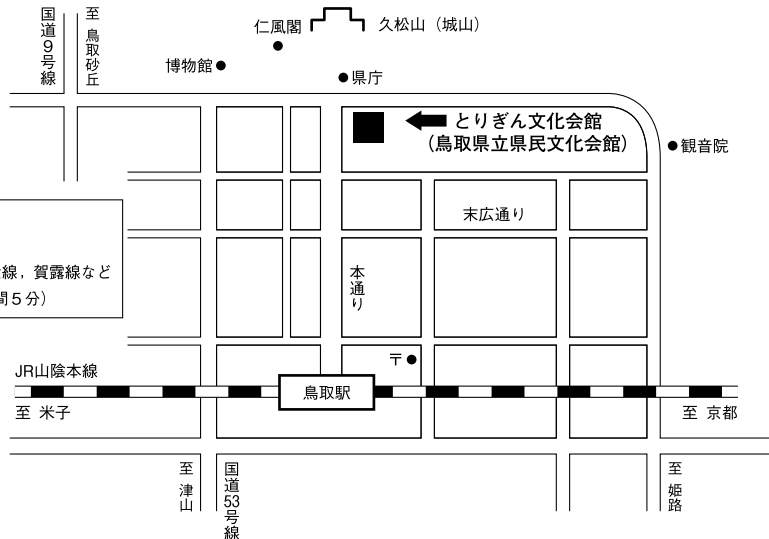 国道9号線
至 鳥取砂丘
仁風閣
久松山（城山）
博物館
県庁
とりぎん文化会館
（鳥取県立県民文化会館）
観音院
末広通り
線，賀露線など
間５分）
本通り
〒
JR山陰本線
鳥取駅
至 米子
至 京都
至 津山
国道53号線
至 姫路